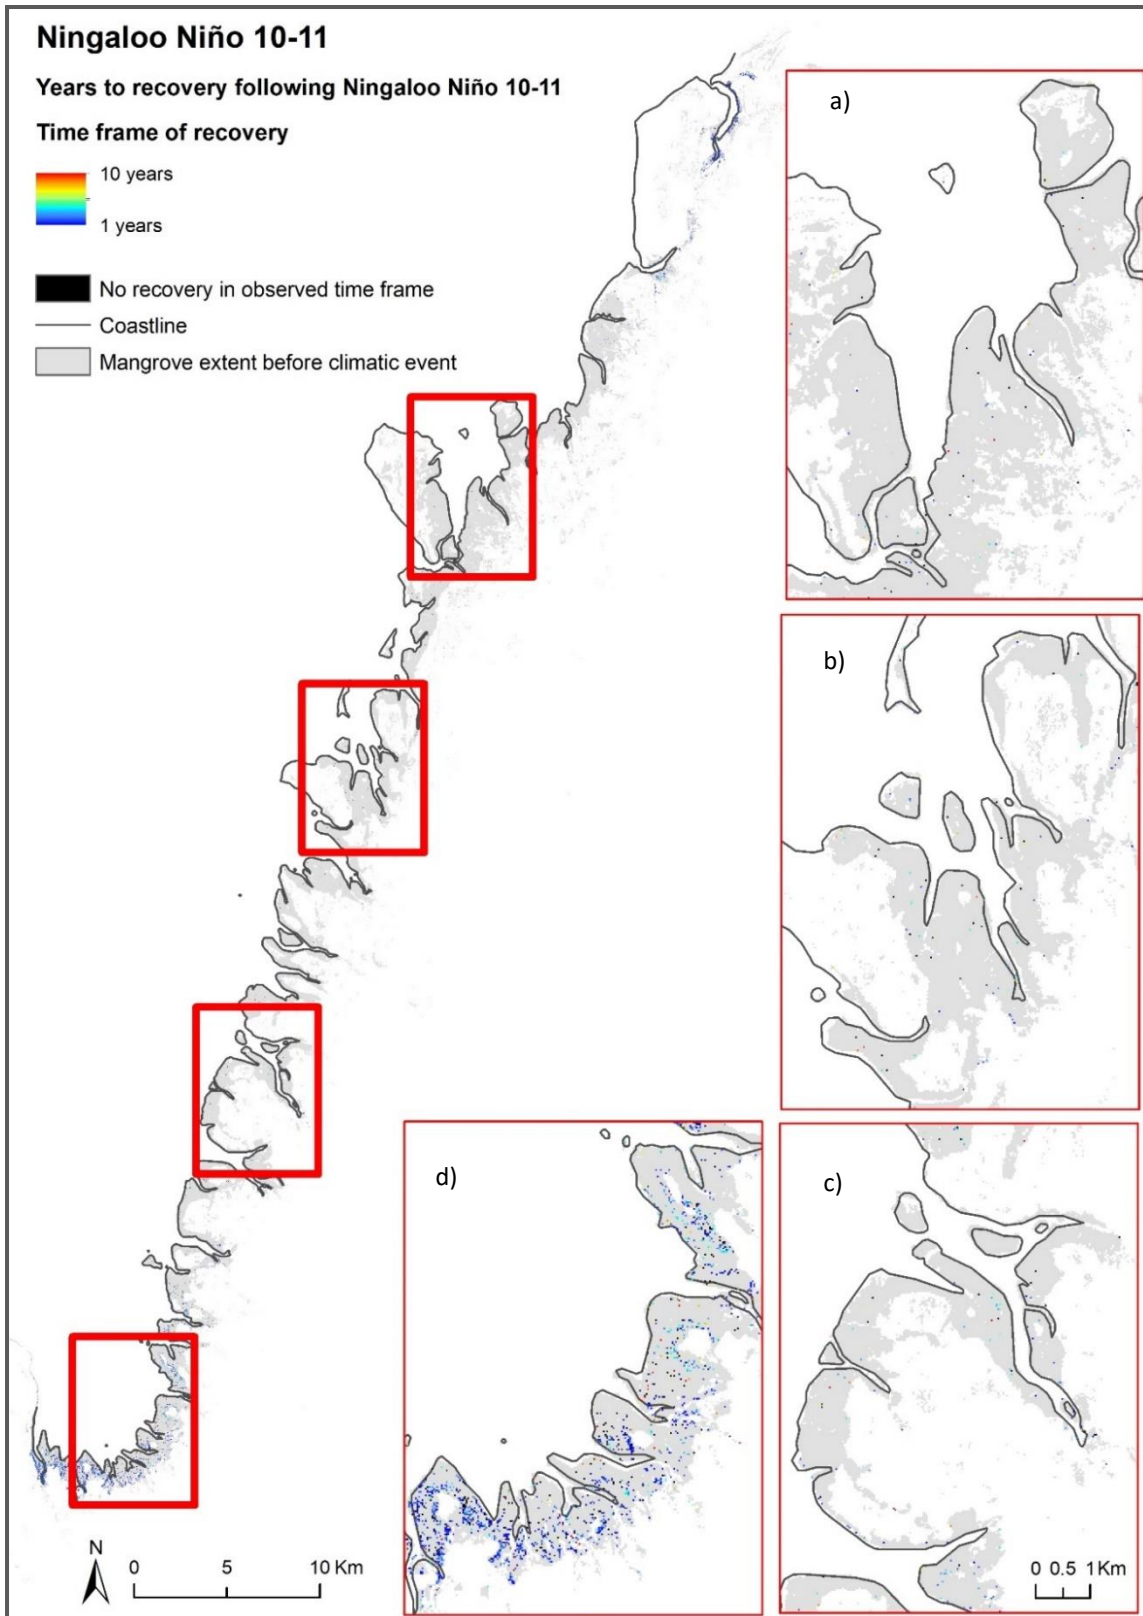 Ningaloo Niño 10-11
Years to recovery following Ningaloo Niño 10-11
Time frame of recovery
10 years
1 years
No recovery in observed time frame
Coastline
Mangrove extent before climatic event
a)
b)
c)
d)
N
0 5 10 Km
0 0.5 1 Km